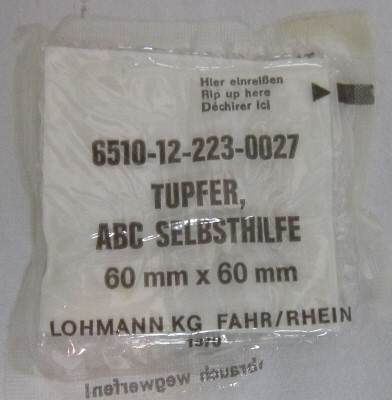 Hier einreißen
Rip up here
Déchirer ici
6510-12-223-0027
TUPFER,
ABC SELBSTHILFE
60 mm x 60 mm
LOHMANN KG FAHR/RHEIN
wegwerfen!